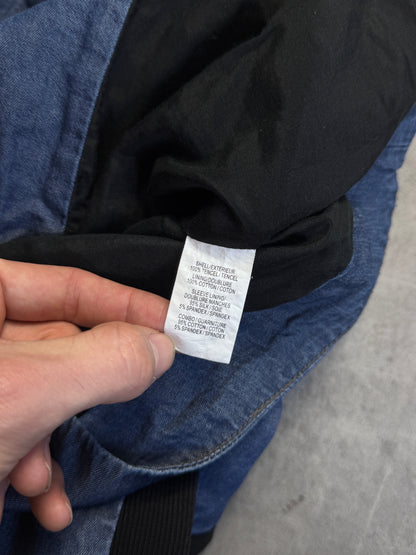 SHELL/EXTÉRIEUR
100% TENCEL/TENCEL
LINING/DOUBLURE
100% COTTON/COTON
SLEEVE LINING/
DOUBLURE MANCHES
95% SILK/SOIE
5% SPANDEX/SPANDEX
COMBO/GUARNITURE
95% COTTON/COTON
5% SPANDEX/SPANDEX